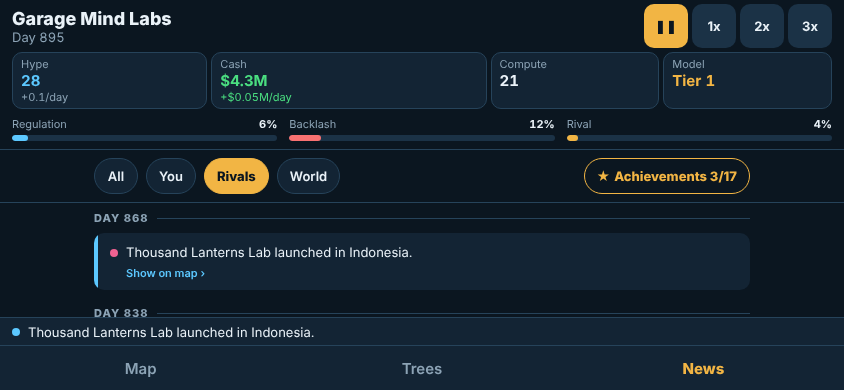 Garage Mind Labs
Day 895
1x
2x
3x
Hype
28
+0.1/day
Cash
$4.3M
+$0.05M/day
Compute
21
Model
Tier 1
Regulation 6%
Backlash 12%
Rival 4%
All
You
Rivals
World
★ Achievements 3/17
DAY 868
Thousand Lanterns Lab launched in Indonesia.
Show on map ›
DAY 838
Thousand Lanterns Lab launched in Indonesia.
Map
Trees
News